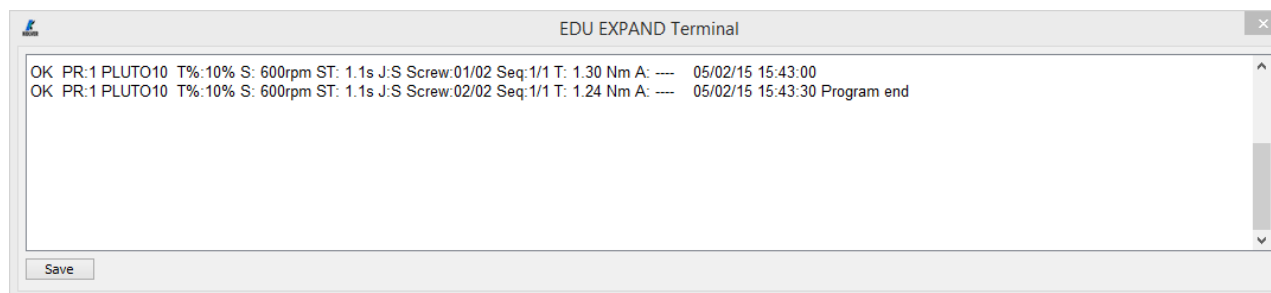 EDU EXPAND Terminal
OK PR:1 PLUTO10 T%:10% S: 600rpm ST: 1.1s J:S Screw:01/02 Seq:1/1 T: 1.30 Nm A: ---- 05/02/15 15:43:00
OK PR:1 PLUTO10 T%:10% S: 600rpm ST: 1.1s J:S Screw:02/02 Seq:1/1 T: 1.24 Nm A: ---- 05/02/15 15:43:30 Program end
Save